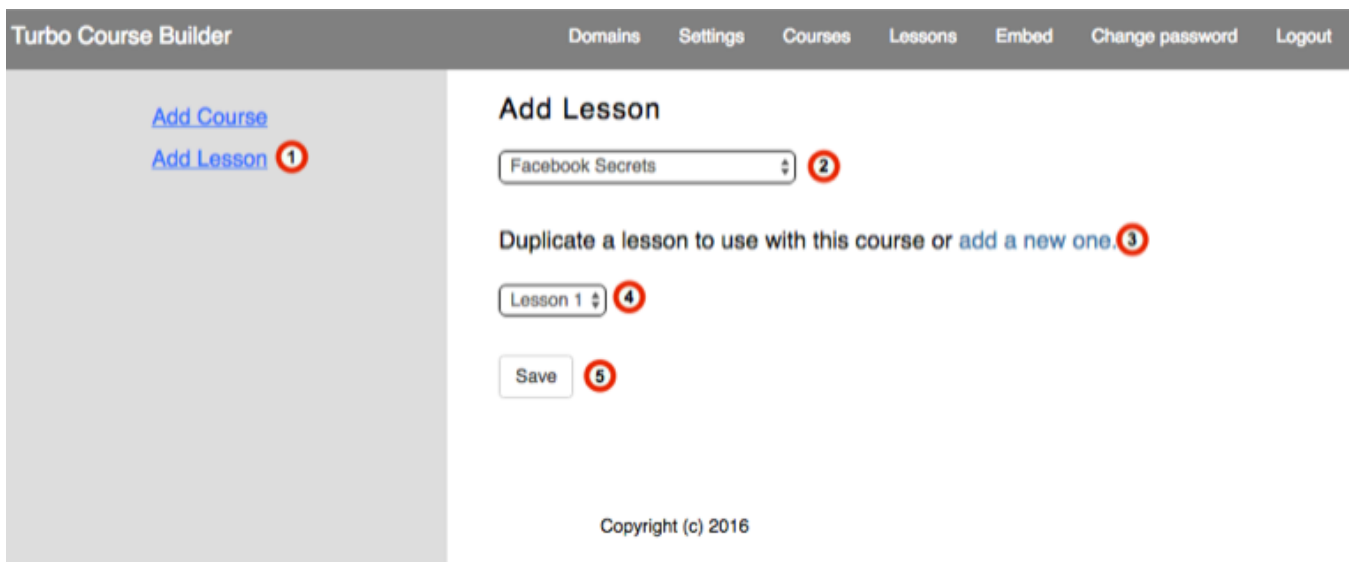 Turbo Course Builder Domains Settings Courses Lessons Embed Change password Logout
Add Course
Add Lesson 1
Add Lesson
Facebook Secrets 2
Duplicate a lesson to use with this course or add a new one. 3
Lesson 1 4
Save 5
Copyright (c) 2016